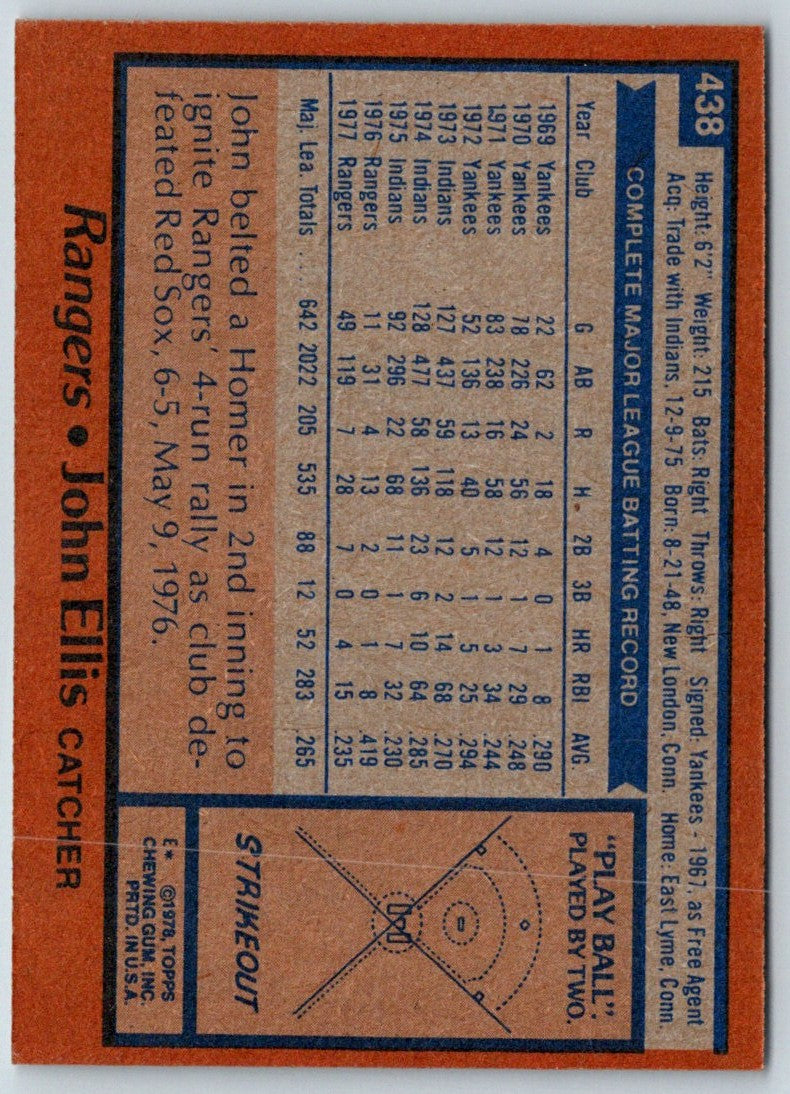 438
Height: 6'2" Weight: 215 Bats: Right Throws: Right Signed: Yankees - 1967, as Free Agent
Acq: Trade with Indians, 12-9-75 Born: 8-21-48, New London, Conn. Home: East Lyme, Conn.
COMPLETE MAJOR LEAGUE BATTING RECORD
Year Club G AB R H 2B 3B HR RBI AVG.
1969 Yankees 22 62 2 18 4 0 1 8 .290
1970 Yankees 78 226 24 56 12 1 7 29 .248
1971 Yankees 83 238 16 58 12 1 3 34 .244
1972 Yankees 52 136 13 40 5 1 5 25 .294
1973 Indians 127 437 59 118 12 2 14 68 .270
1974 Indians 128 477 58 136 23 6 10 64 .285
1975 Indians 92 296 22 68 11 1 7 32 .230
1976 Rangers 11 31 4 13 2 0 1 8 .419
1977 Rangers 49 119 7 28 7 0 4 15 .235
Maj. Lea. Totals .... 642 2022 205 535 88 12 52 283 .265
John belted a Homer in 2nd inning to
ignite Rangers' 4-run rally as club de-
feated Red Sox, 6-5, May 9, 1976.
"PLAY BALL".
PLAYED BY TWO.
STRIKEOUT
E* ©1978, TOPPS
CHEWING GUM, INC.
PRTD. IN U.S.A.
Rangers • John Ellis CATCHER